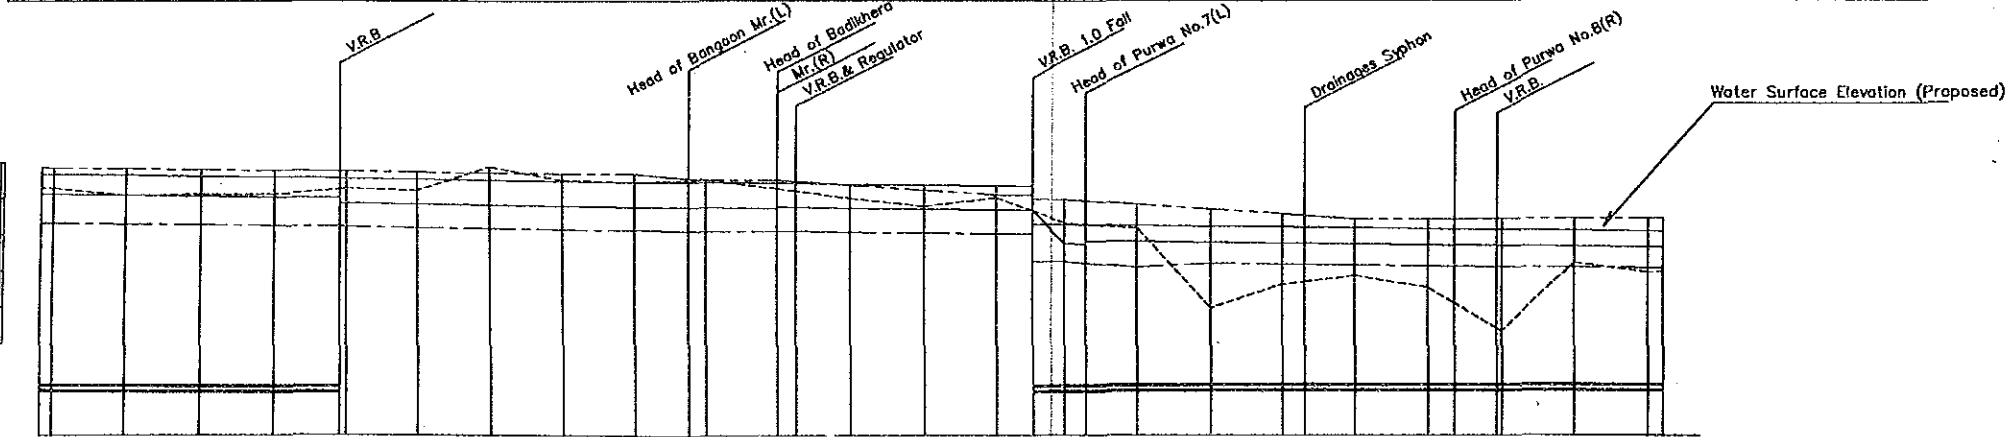 V.R.B
Head of Bangaon Mr.(L)
Head of Badikhera
Mr.(R)
V.R.B.& Regulator
V.R.B. 1.0 Fall
Head of Purwa No.7(L)
Drainages Syphon
Head of Purwa No.8(R)
V.R.B.
Water Surface Elevation (Proposed)